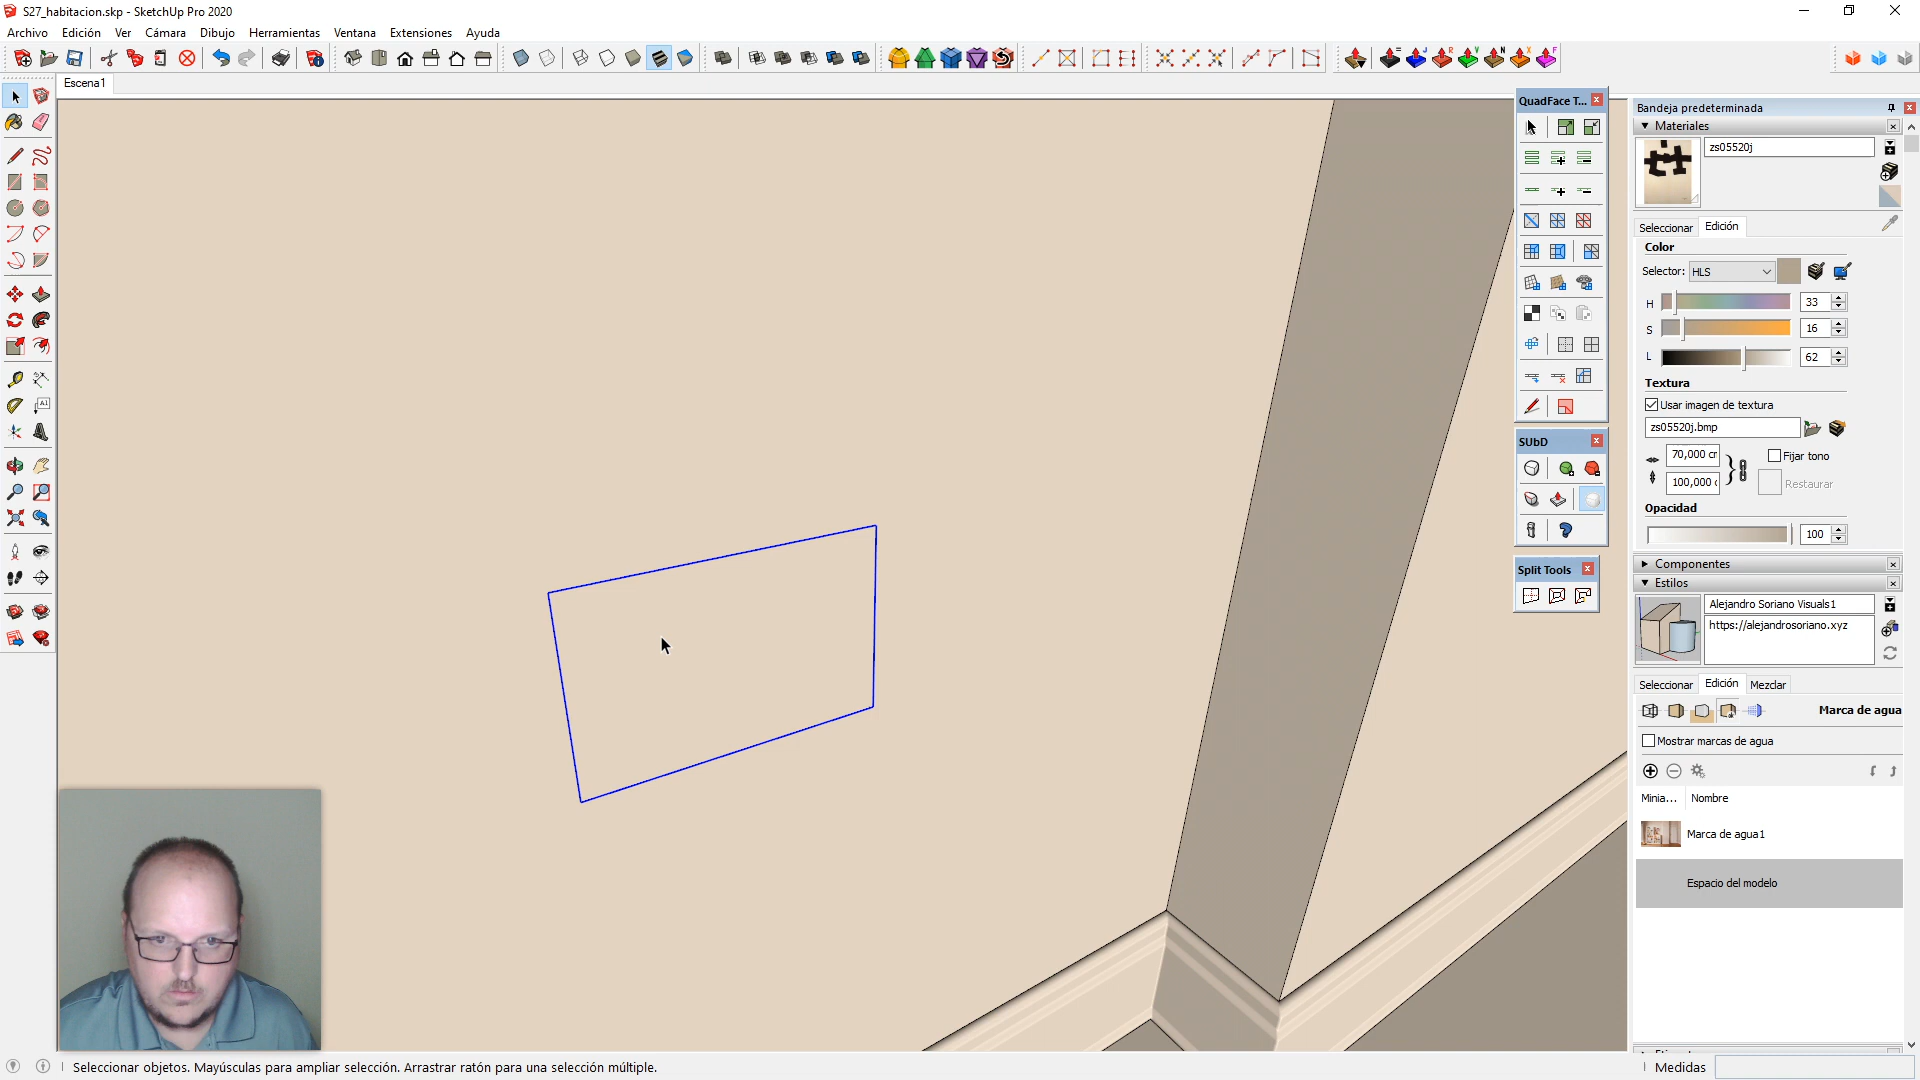 S27_habitacion.skp - SketchUp Pro 2020
Archivo Edición Ver Cámara Dibujo Herramientas Ventana Extensiones Ayuda
Escena1
QuadFace T...
SUbD
Split Tools
Bandeja predeterminada
Materiales
zs05520j
Seleccionar Edición
Color
Selector: HLS
H 33
S 16
L 62
Textura
Usar imagen de textura
zs05520j.bmp
70,000 cr
Fijar tono
100,000 (
Restaurar
Opacidad
100
Componentes
Estilos
Alejandro Soriano Visuals1
https://alejandrosoriano.xyz
Seleccionar Edición Mezclar
Marca de agua
Mostrar marcas de agua
Minia... Nombre
Marca de agua1
Espacio del modelo
Seleccionar objetos. Mayúsculas para ampliar selección. Arrastrar ratón para una selección múltiple.
Medidas